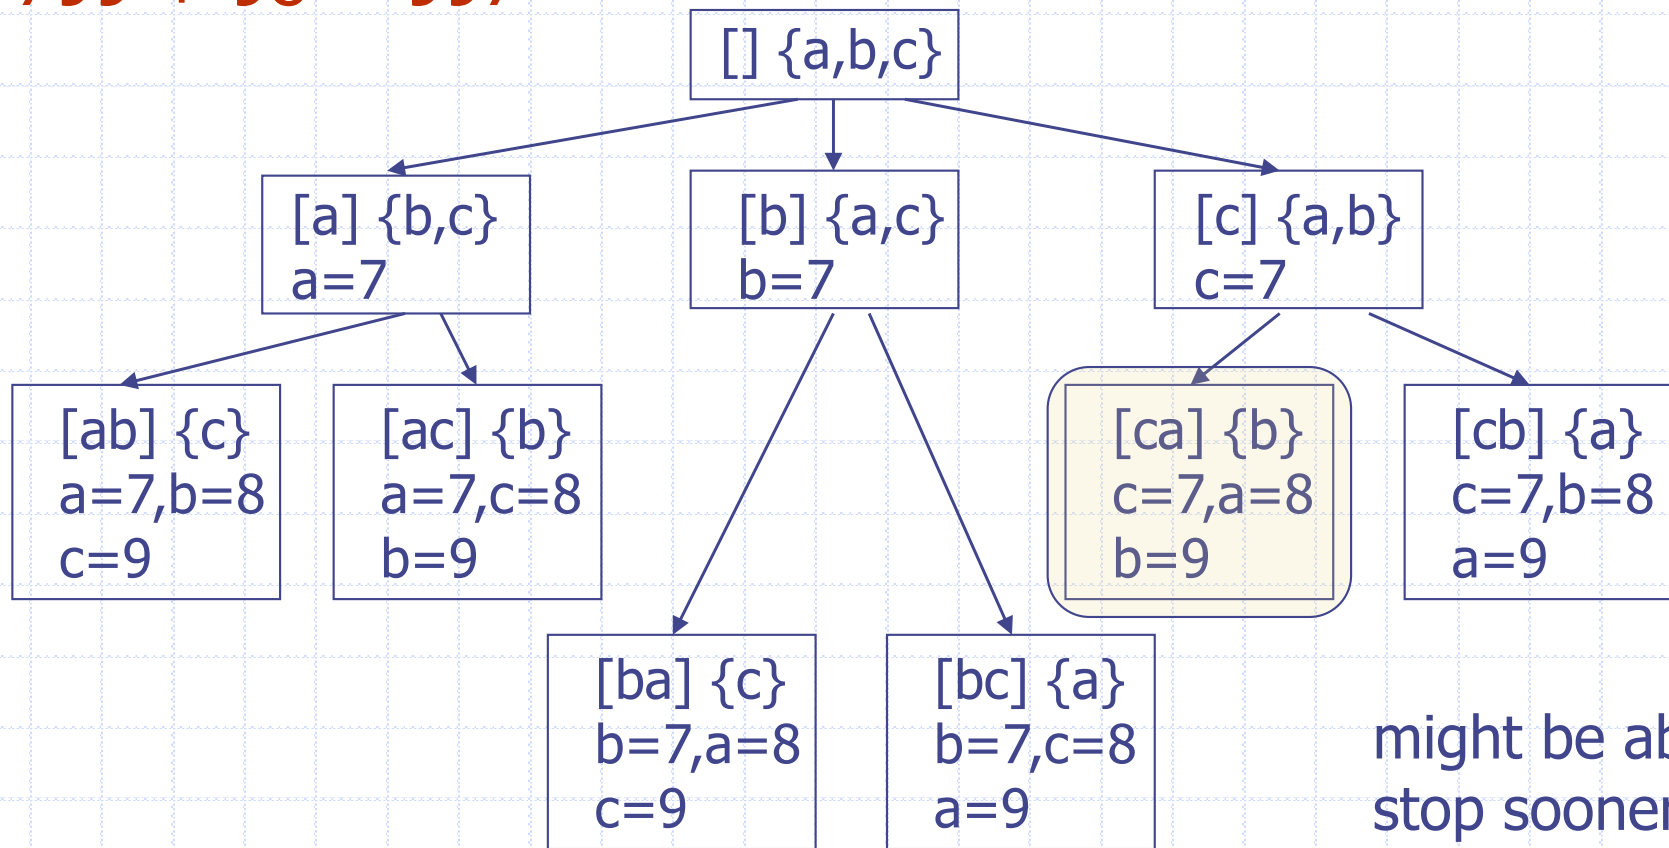 [] {a,b,c}
[a] {b,c}
a=7
[b] {a,c}
b=7
[c] {a,b}
c=7
[ab] {c}
a=7,b=8
c=9
[ac] {b}
a=7,c=8
b=9
[ca] {b}
c=7,a=8
b=9
[cb] {a}
c=7,b=8
a=9
[ba] {c}
b=7,a=8
c=9
[bc] {a}
b=7,c=8
a=9
might be
stop